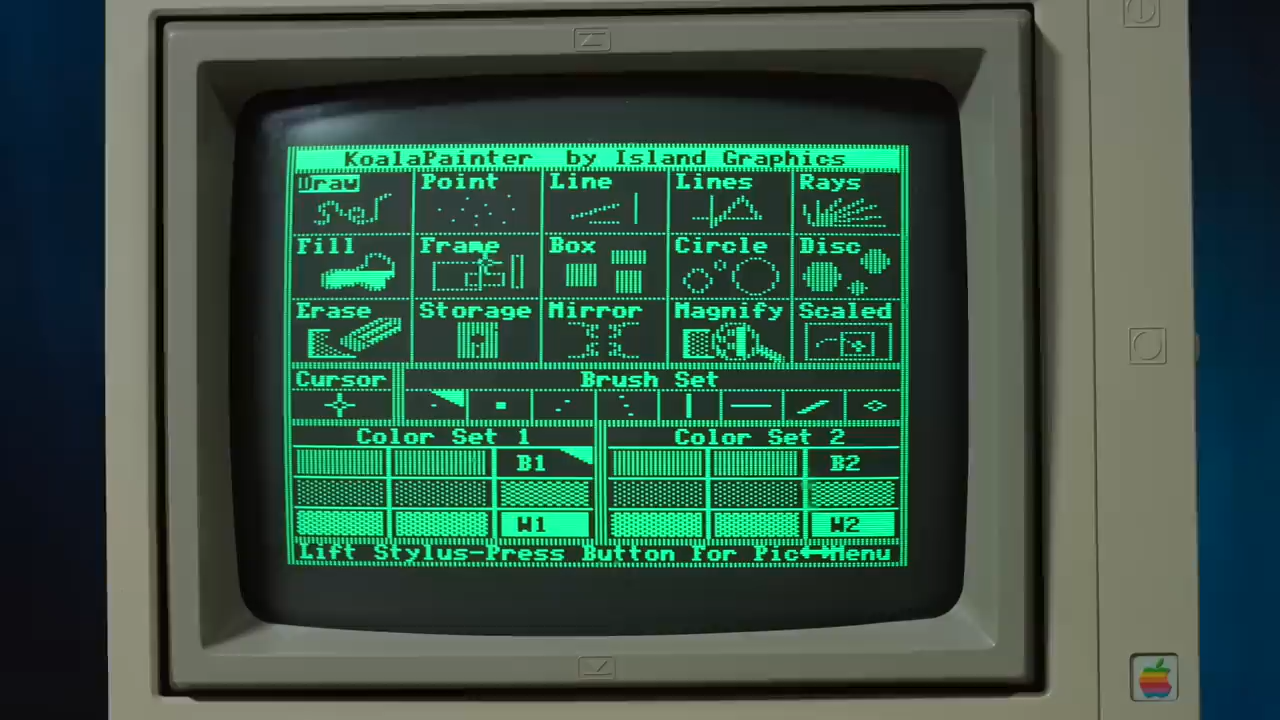 KoalaPainter by Island Graphics
Draw Point Line Lines Rays
Fill Frame Box Circle Disc
Erase Storage Mirror Magnify Scaled
Cursor Brush Set
Color Set 1 Color Set 2
B1 B2
W1 W2
Lift Stylus-Press Button For Pic↔Menu